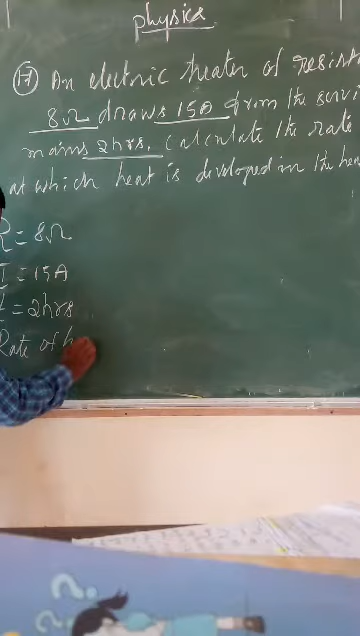 physics
17) An electric heater of resist
8Ω draws 15A from the servi
mains 2hrs. calculate the rate
at which heat is developed in the hea
R = 8Ω
I = 15A
t = 2hrs
Rate of h